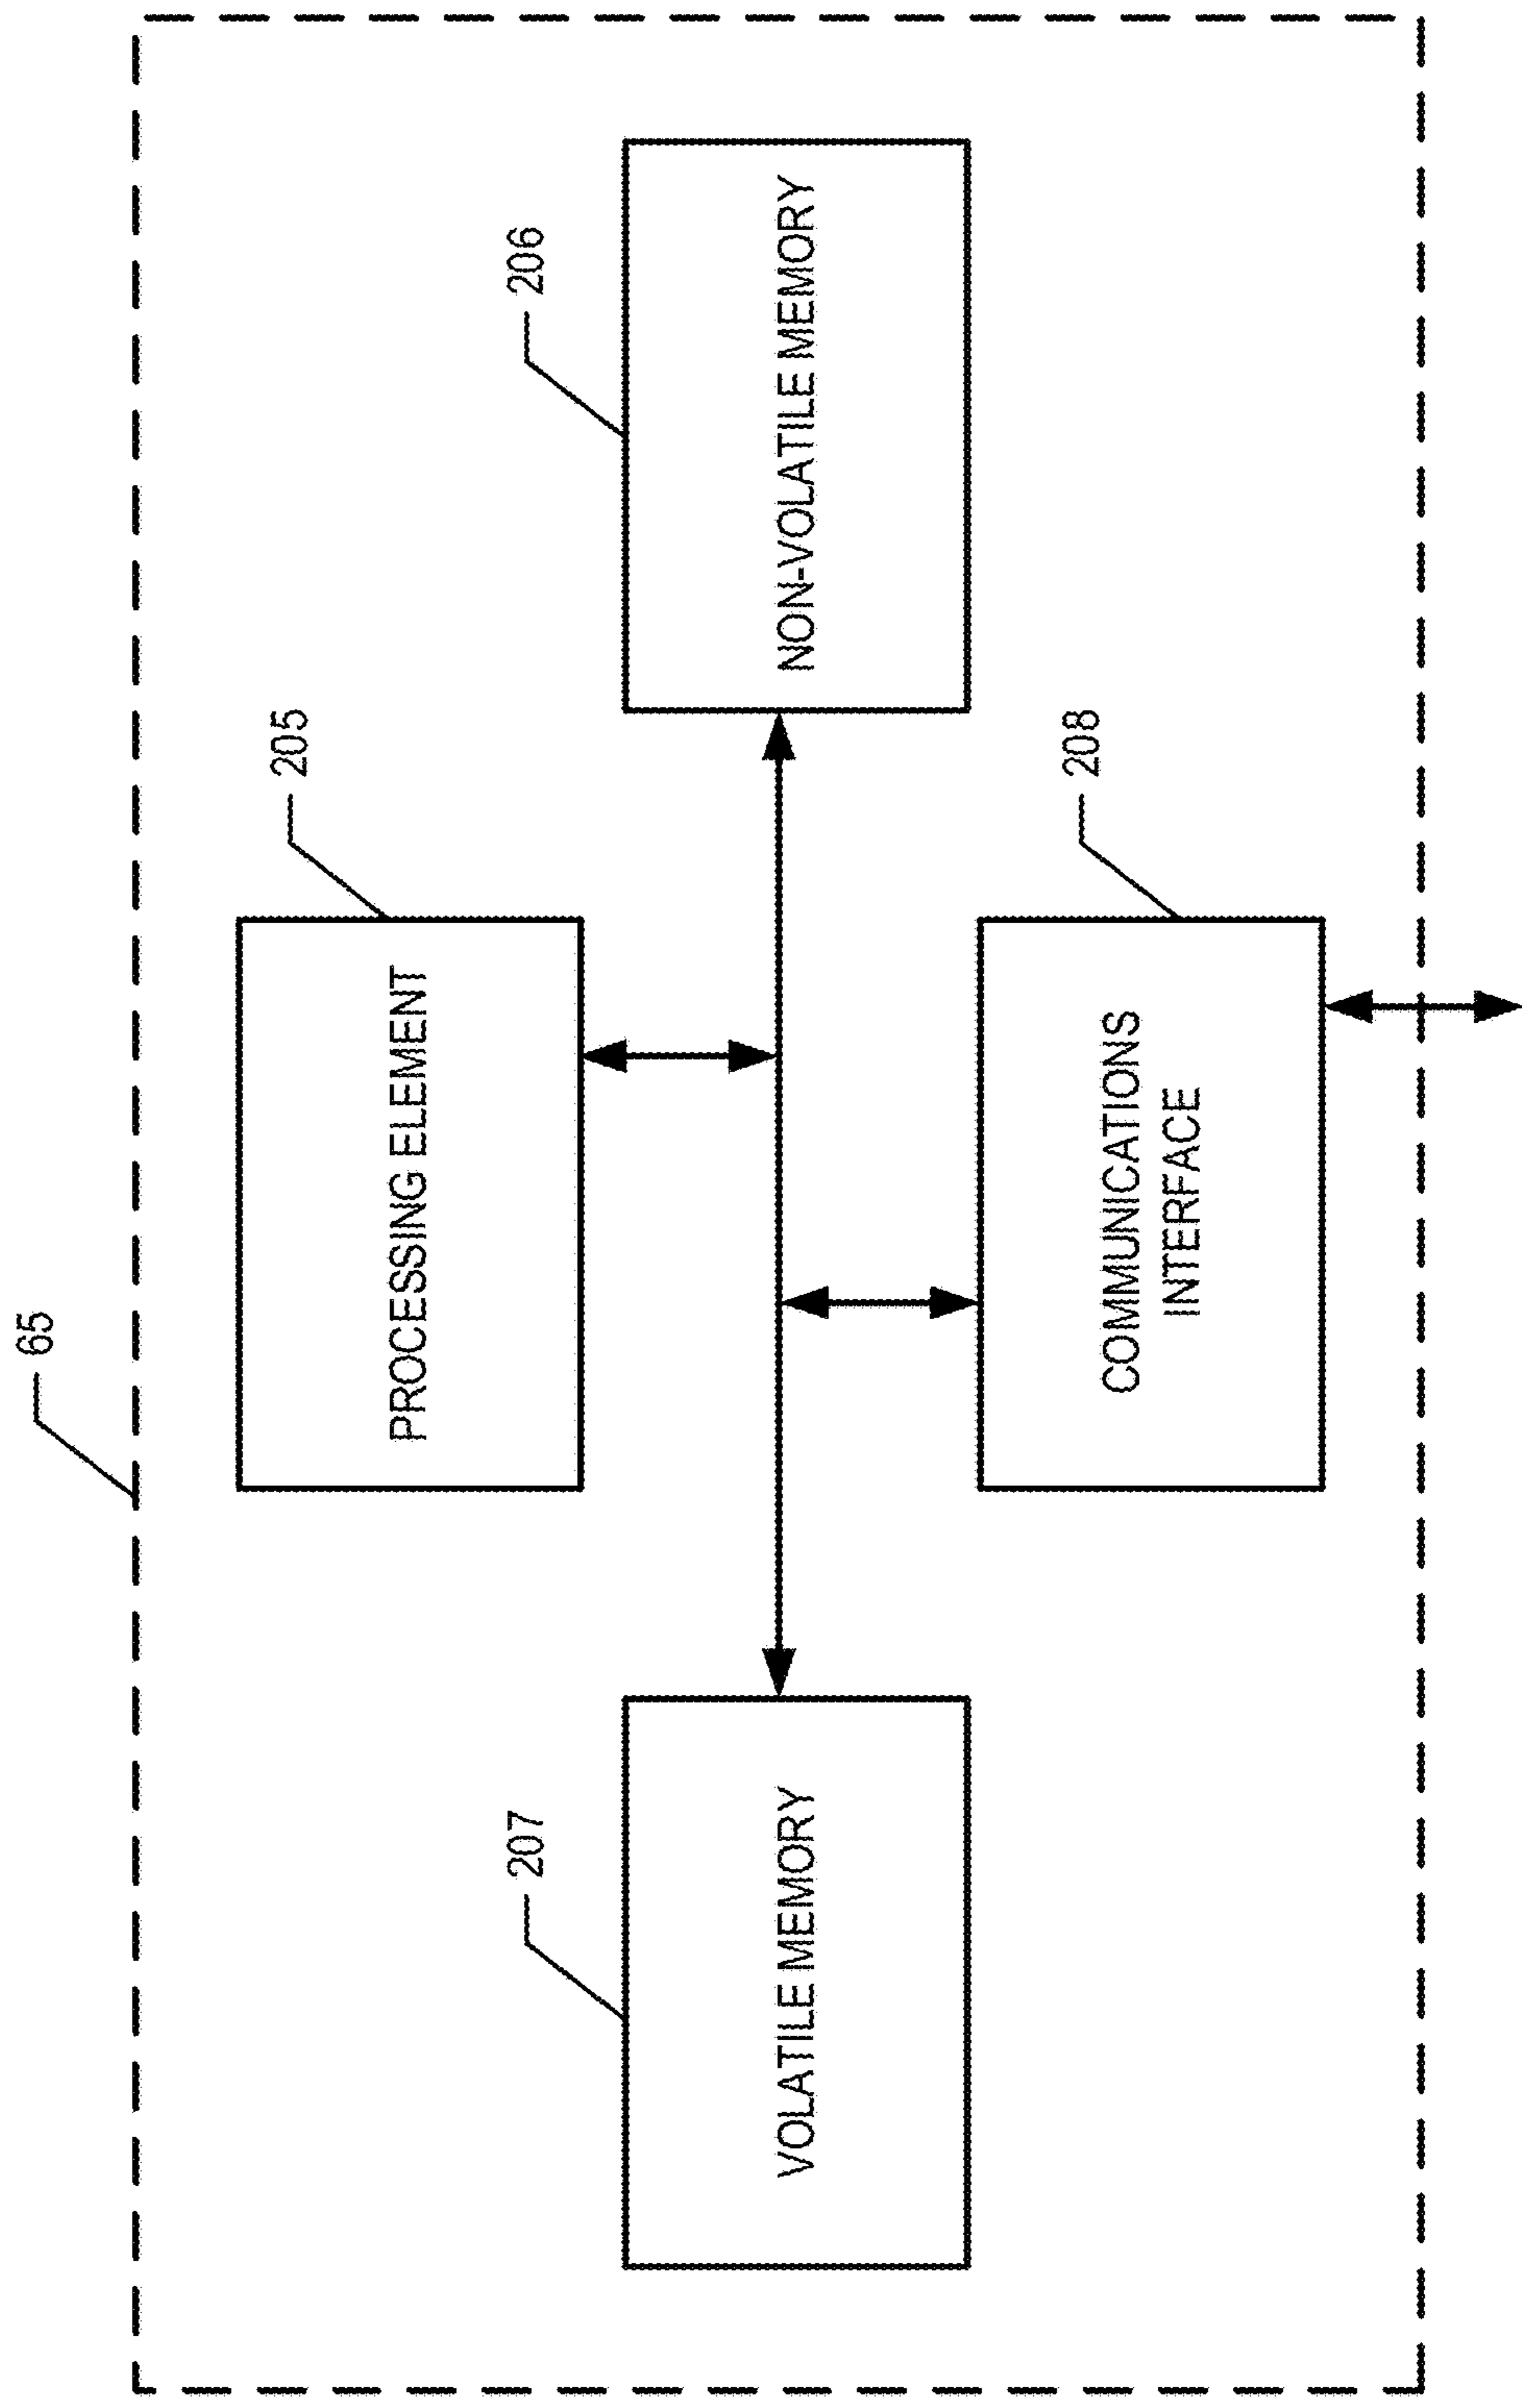 65
205
PROCESSING ELEMENT
207
206
VOLATILE MEMORY
NON-VOLATILE MEMORY
208
COMMUNICATIONS
INTERFACE